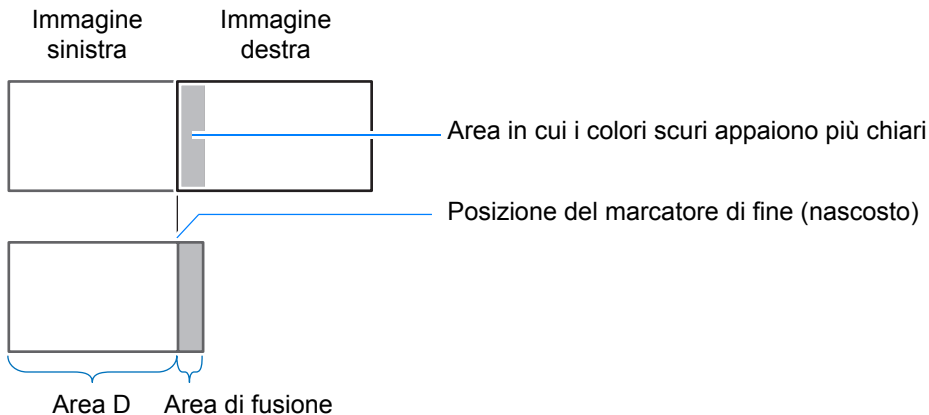 Immagine
sinistra
Immagine
destra
Area in cui i colori scuri appaiono più chiari
Posizione del marcatore di fine (nascosto)
Area D
Area di fusione